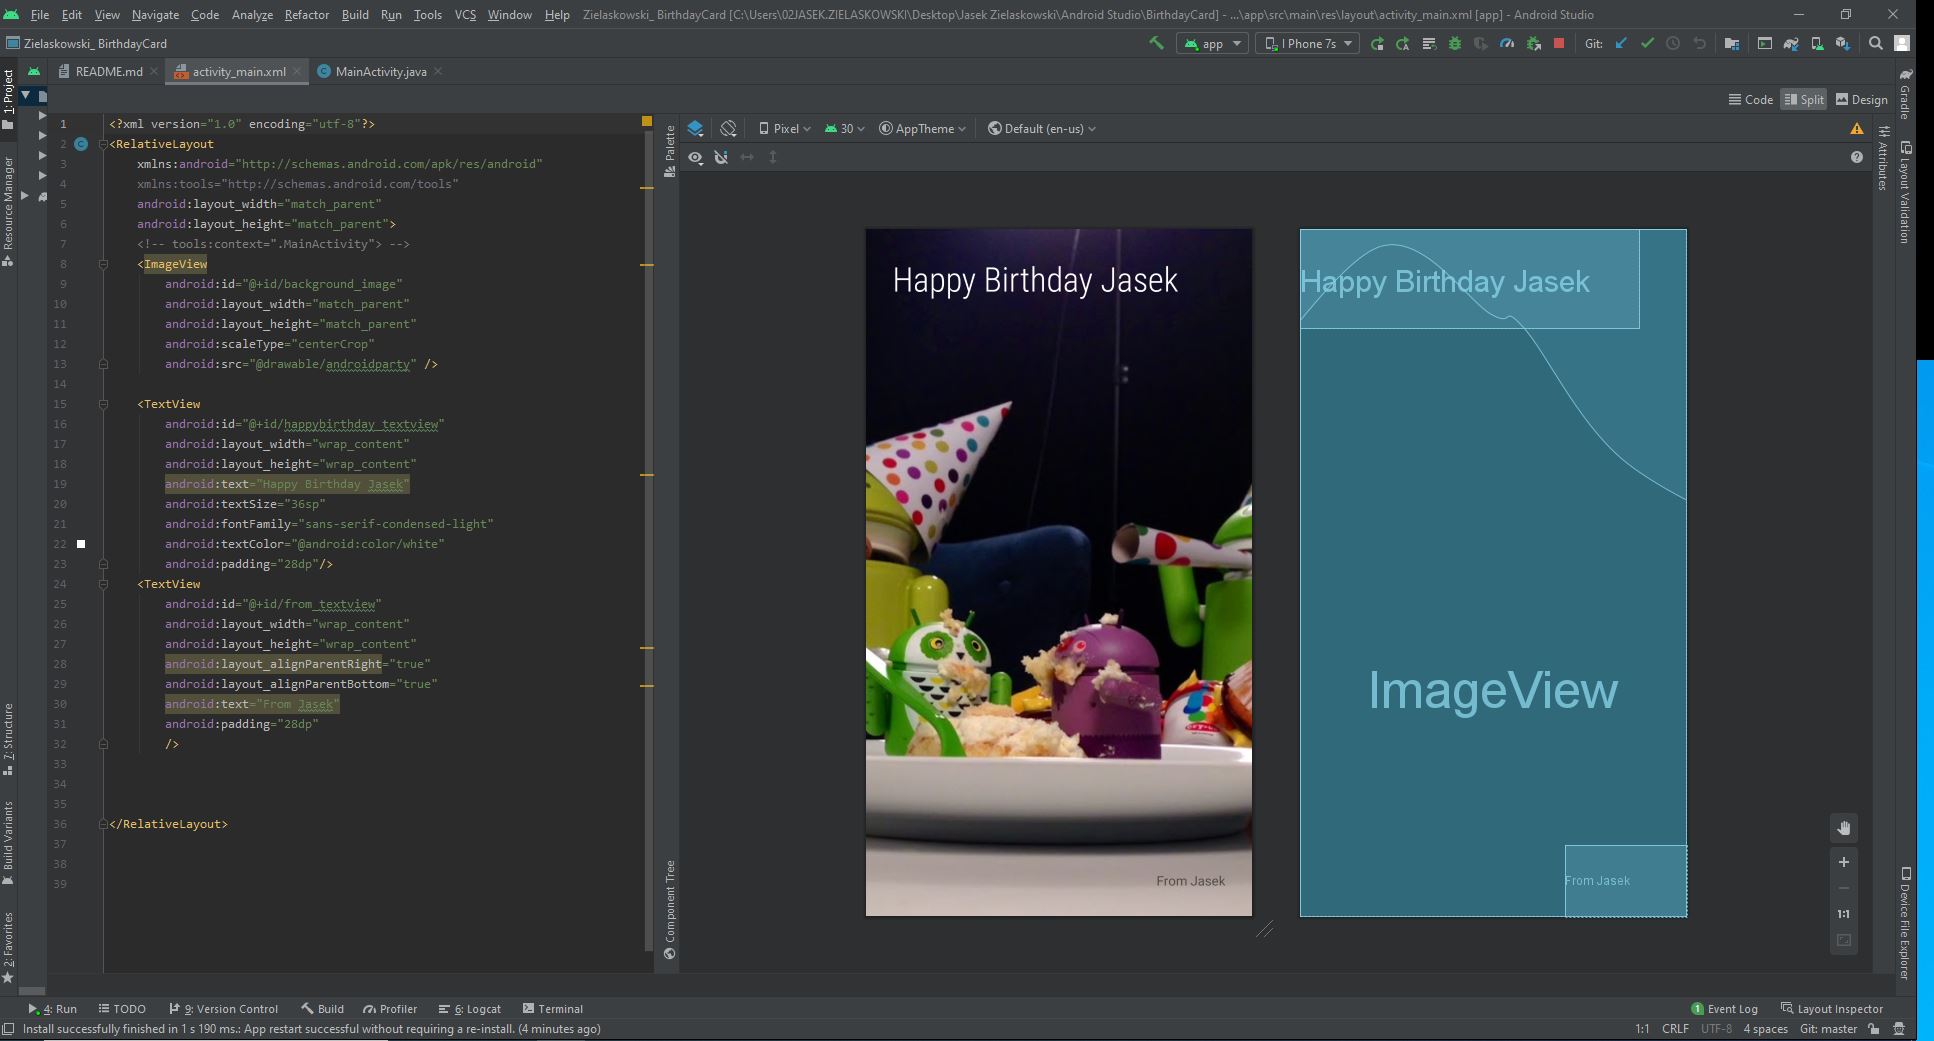 File Edit View Navigate Code Analyze Refactor Build Run Tools VCS Window Help Zielaskowski_ BirthdayCard [C:\Users\02JASEK.ZIELASKOWSKI\Desktop\Jasek Zielaskowski\Android Studio\BirthdayCard] - ...\app\src\main\res\layout\activity_main.xml [app] - Android Studio
Zielaskowski_ BirthdayCard
app I Phone 7s Git:
README.md activity_main.xml MainActivity.java
Code Split Design
1: Project
Resource Manager
7: Structure
Build Variants
2: Favorites
1 <?xml version="1.0" encoding="utf-8"?>
2 <RelativeLayout
3 xmlns:android="http://schemas.android.com/apk/res/android"
4 xmlns:tools="http://schemas.android.com/tools"
5 android:layout_width="match_parent"
6 android:layout_height="match_parent">
7 <!-- tools:context=".MainActivity"> -->
8 <ImageView
9 android:id="@+id/background_image"
10 android:layout_width="match_parent"
11 android:layout_height="match_parent"
12 android:scaleType="centerCrop"
13 android:src="@drawable/androidparty" />
14
15 <TextView
16 android:id="@+id/happybirthday_textview"
17 android:layout_width="wrap_content"
18 android:layout_height="wrap_content"
19 android:text="Happy Birthday Jasek"
20 android:textSize="36sp"
21 android:fontFamily="sans-serif-condensed-light"
22 android:textColor="@android:color/white"
23 android:padding="28dp"/>
24 <TextView
25 android:id="@+id/from_textview"
26 android:layout_width="wrap_content"
27 android:layout_height="wrap_content"
28 android:layout_alignParentRight="true"
29 android:layout_alignParentBottom="true"
30 android:text="From Jasek"
31 android:padding="28dp"
32 />
33
34
35
36 </RelativeLayout>
37
38
39
Palette
Component Tree
Pixel 30 AppTheme Default (en-us)
Happy Birthday Jasek
From Jasek
Happy Birthday Jasek
ImageView
From Jasek
1:1
Attributes
Gradle
Layout Validation
Device File Explorer
4: Run TODO 9: Version Control Build Profiler 6: Logcat Terminal 1 Event Log Layout Inspector
Install successfully finished in 1 s 190 ms.: App restart successful without requiring a re-install. (4 minutes ago) 1:1 CRLF UTF-8 4 spaces Git: master